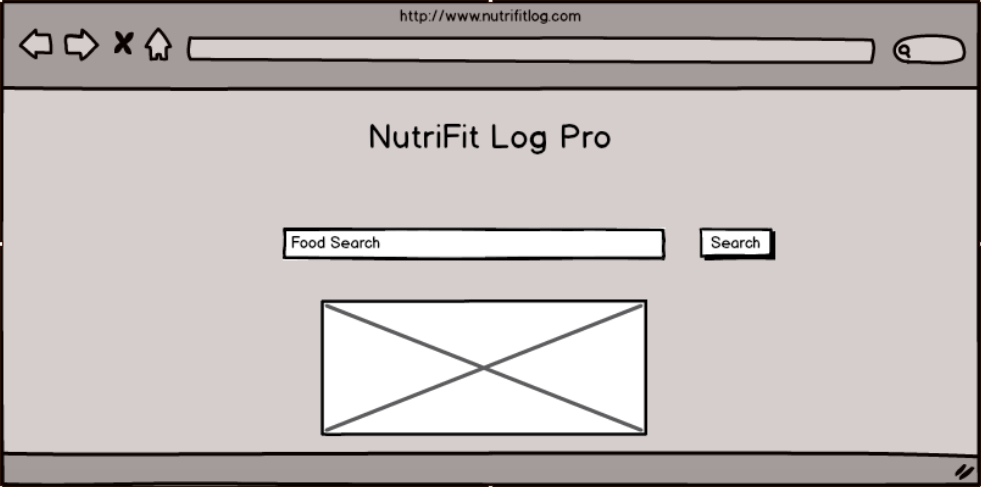 http://www.nutrifitlog.com
NutriFit Log Pro
Food Search
Search